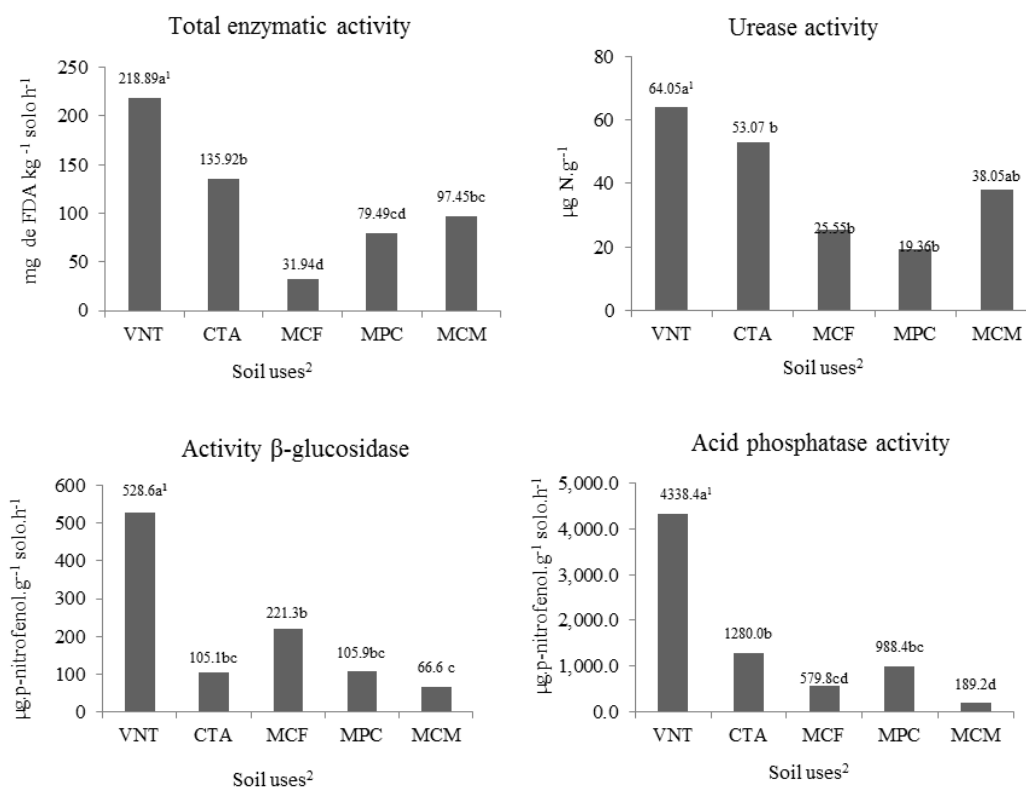 Total enzymatic activity
mg de FDA kg ⁻¹ solo h⁻¹
250
200
150
100
50
0
218.89a¹
135.92b
31.94d
79.49cd
97.45bc
VNT CTA MCF MPC MCM
Soil uses²
Urease activity
µg N.g⁻¹
80
60
40
20
0
64.05a¹
53.07 b
25.55b
19.36b
38.05ab
VNT CTA MCF MPC MCM
Soil uses²
Activity β-glucosidase
µg.p-nitrofenol.g⁻¹ solo.h⁻¹
600
500
400
300
200
100
0
528.6a¹
105.1bc
221.3b
105.9bc
66.6 c
VNT CTA MCF MPC MCM
Soil uses²
Acid phosphatase activity
µg.p-nitrofenol.g⁻¹ solo.h⁻¹
5,000.0
4,000.0
3,000.0
2,000.0
1,000.0
0.0
4338.4a¹
1280.0b
579.8cd
988.4bc
189.2d
VNT CTA MCF MPC MCM
Soil uses²